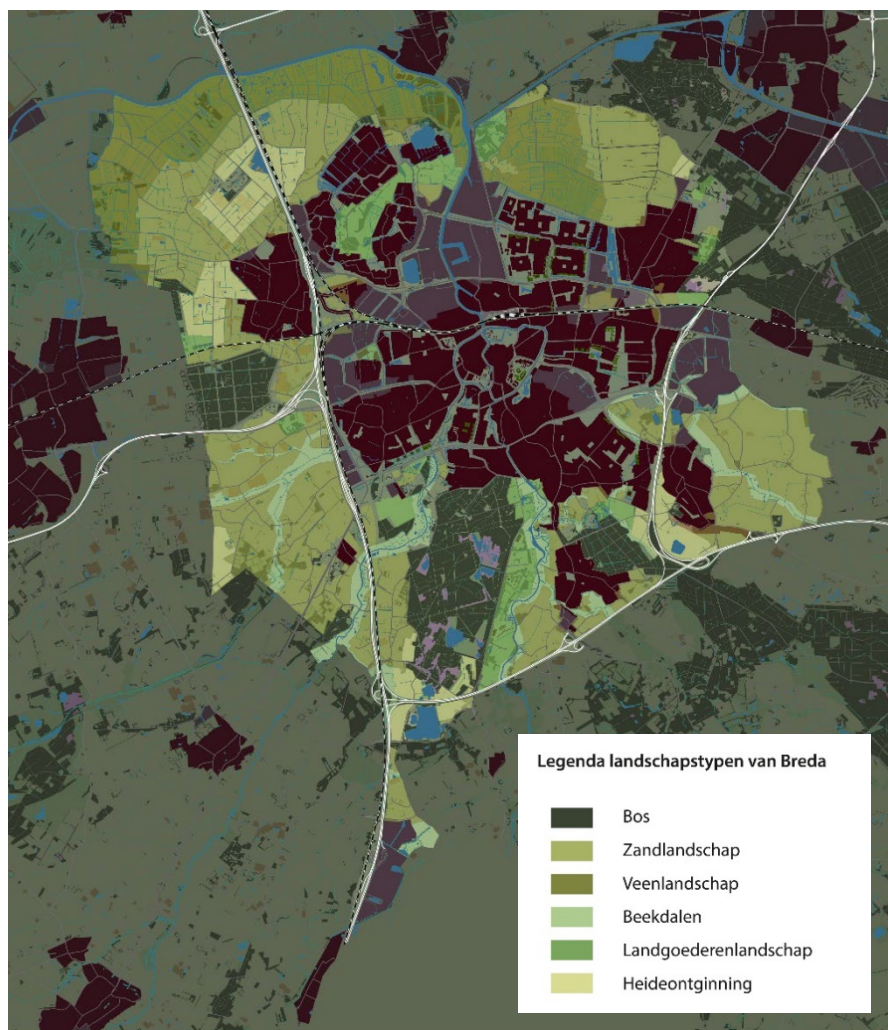 Legenda landschapstypen van Breda
Bos
Zandlandschap
Veenlandschap
Beekdalen
Landgoederenlandschap
Heideontginning